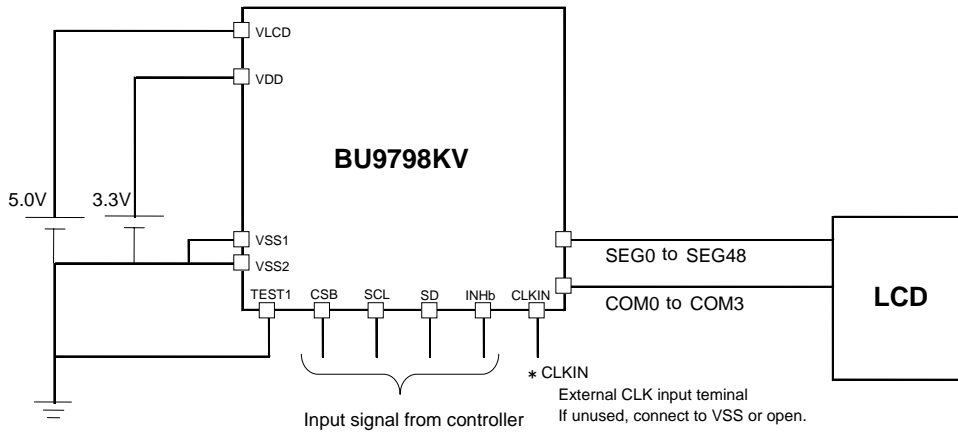 VLCD
VDD
BU9798KV
5.0V
3.3V
VSS1
VSS2
SEG0 to SEG48
COM0 to COM3
LCD
TEST1 CSB SCL SD INHb CLKIN
* CLKIN
External CLK input teminal
If unused, connect to VSS or open.
Input signal from controller